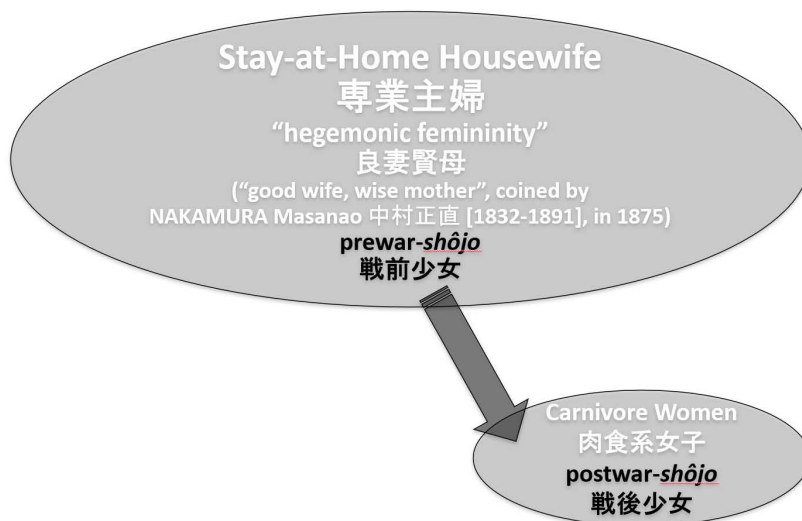 Stay-at-Home Housewife
専業主婦
“hegemonic femininity”
良妻賢母
(“good wife, wise mother”, coined by
NAKAMURA Masanao 中村正直 [1832-1891], in 1875)
prewar-shôjo
戦前少女
Carnivore Women
肉食系女子
postwar-shôjo
戦後少女